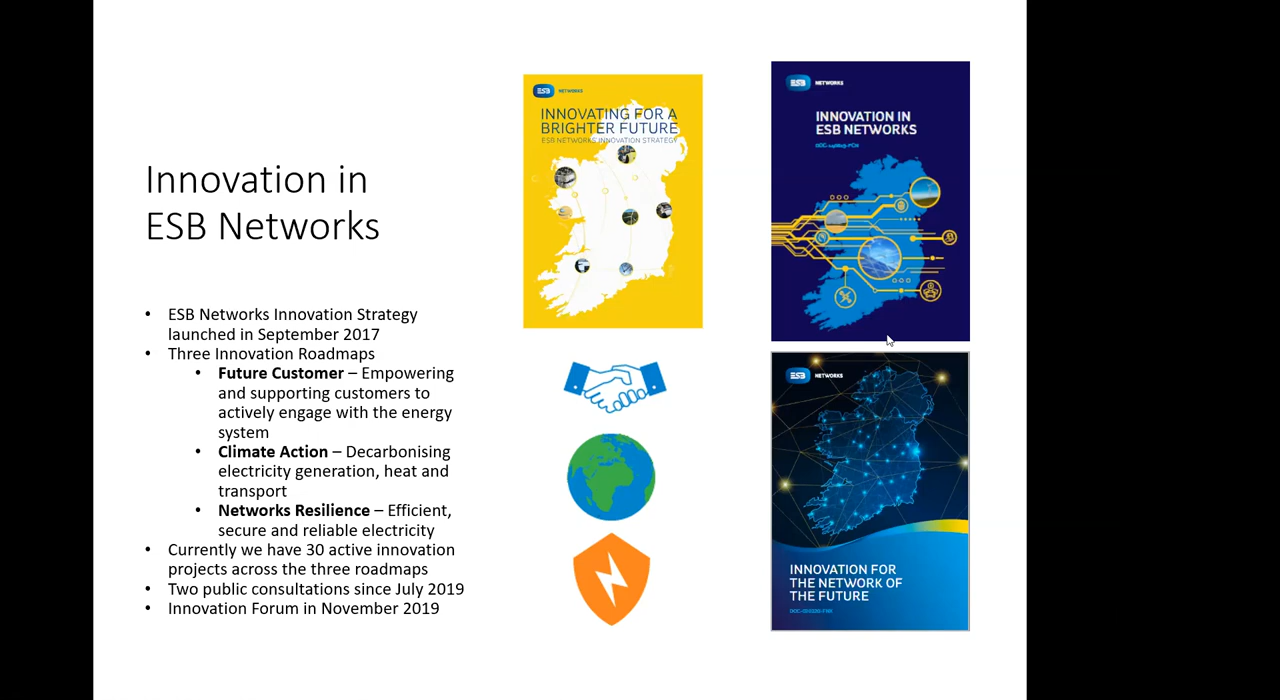 Innovation in
ESB Networks
• ESB Networks Innovation Strategy
launched in September 2017
• Three Innovation Roadmaps
• Future Customer – Empowering
and supporting customers to
actively engage with the energy
system
• Climate Action – Decarbonising
electricity generation, heat and
transport
• Networks Resilience – Efficient,
secure and reliable electricity
• Currently we have 30 active innovation
projects across the three roadmaps
• Two public consultations since July 2019
• Innovation Forum in November 2019
ESB NETWORKS
INNOVATING FOR A
BRIGHTER FUTURE
ESB NETWORKS' INNOVATION STRATEGY
ESB NETWORKS
INNOVATION IN
ESB NETWORKS
ESB NETWORKS
INNOVATION FOR
THE NETWORK OF
THE FUTURE